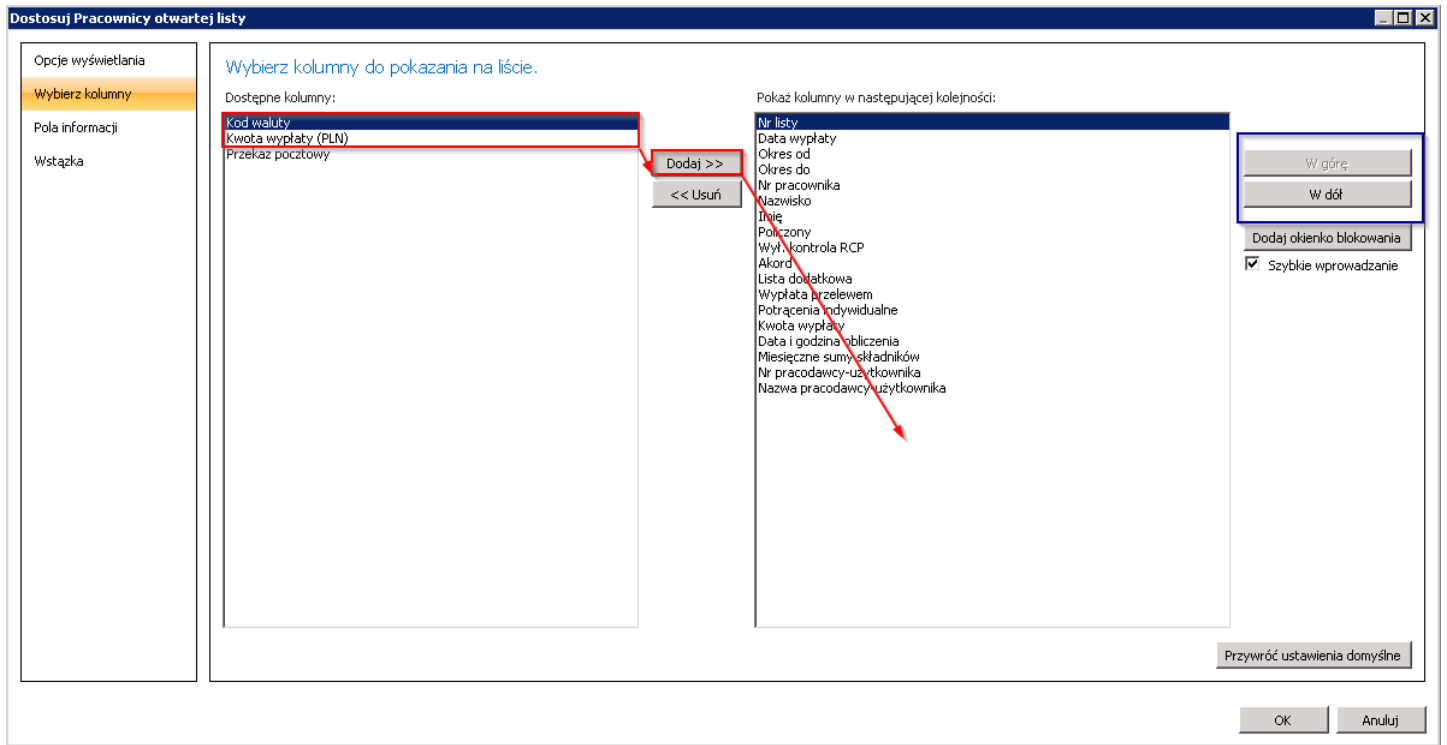 Dostosuj Pracownicy otwartej listy
Opcje wyświetlania
Wybierz kolumny
Pola informacji
Wstązka
Wybierz kolumny do pokazania na liście.
Dostępne kolumny:
Kod waluty
Kwota wypłaty (PLN)
Przekaz pocztowy
Dodaj >>
<< Usuń
Pokaż kolumny w następującej kolejności:
Nr listy
Data wypłaty
Okres od
Okres do
Nr pracownika
Nazwisko
Imię
Policzony
Wył. kontrola RCP
Akord
Lista dodatkowa
Wypłata przelewem
Potrącenia indywidualne
Kwota wypłaty
Data i godzina obliczenia
Miesięczne sumy składników
Nr pracodawcy-użytkownika
Nazwa pracodawcy-użytkownika
W górę
W dół
Dodaj okienko blokowania
Szybkie wprowadzanie
Przywróć ustawienia domyślne
OK
Anuluj